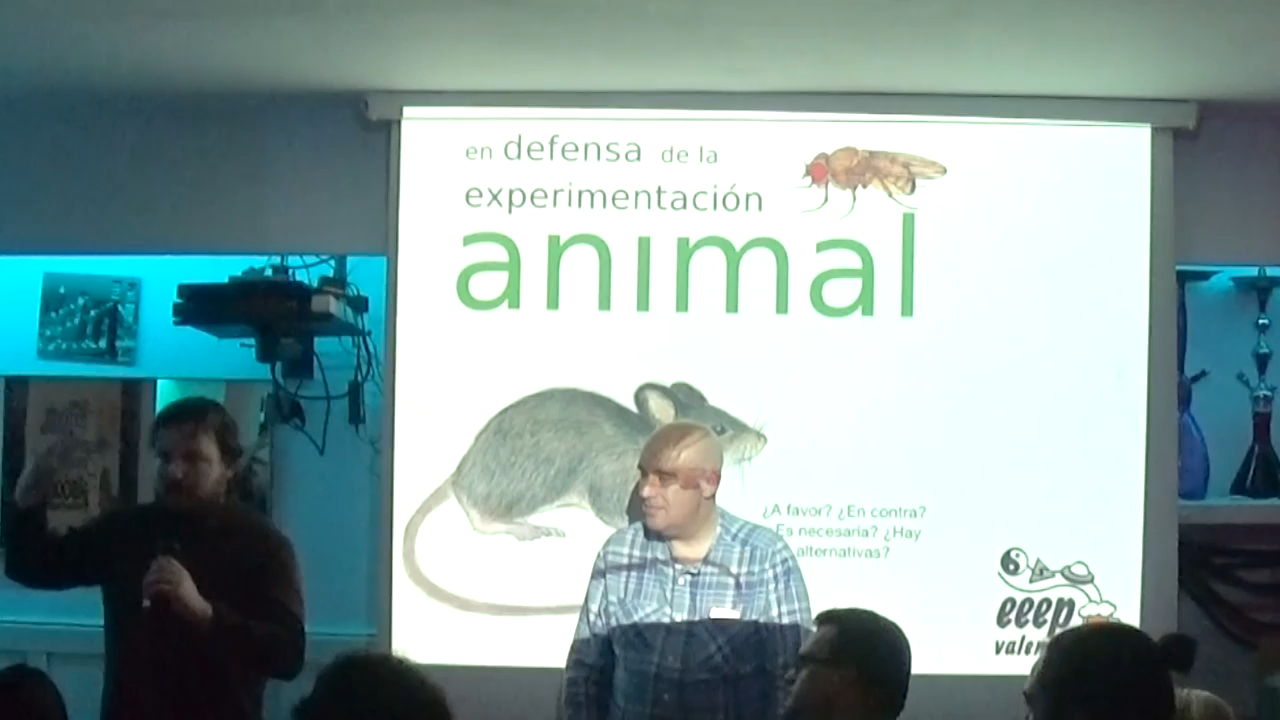 en defensa de la
experimentación
animal
¿A favor? ¿En contra?
Es necesaria? ¿Hay
alternativas?
eeep